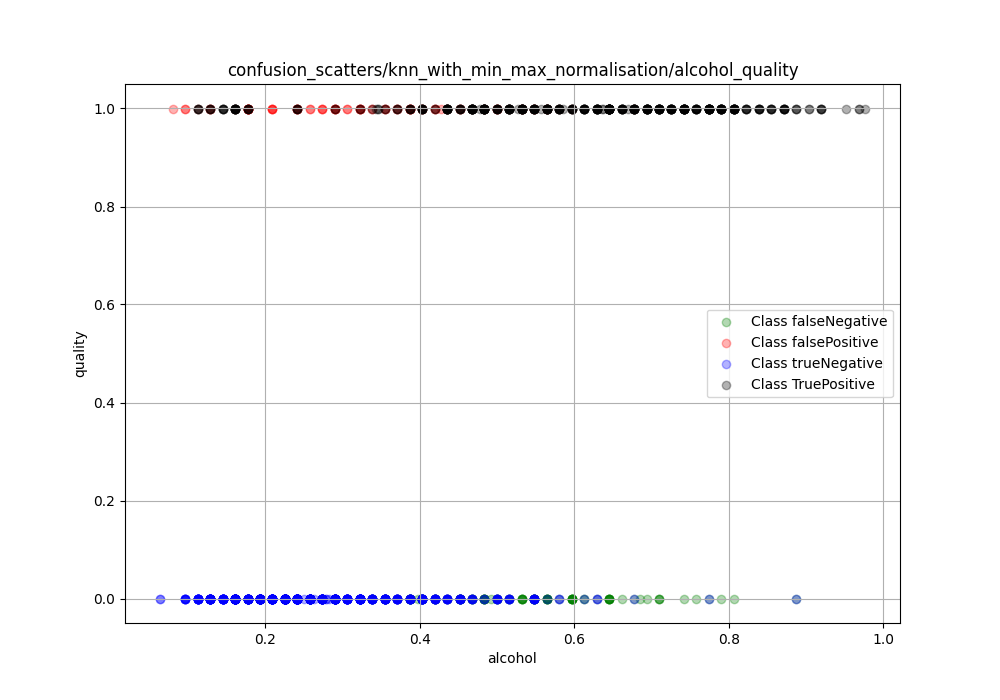 confusion_scatters/knn_with_min_max_normalisation/alcohol_quality
1.0
0.8
0.6
0.4
0.2
0.0
quality
Class falseNegative
Class falsePositive
Class trueNegative
Class TruePositive
0.2 0.4 0.6 0.8 1.0
alcohol